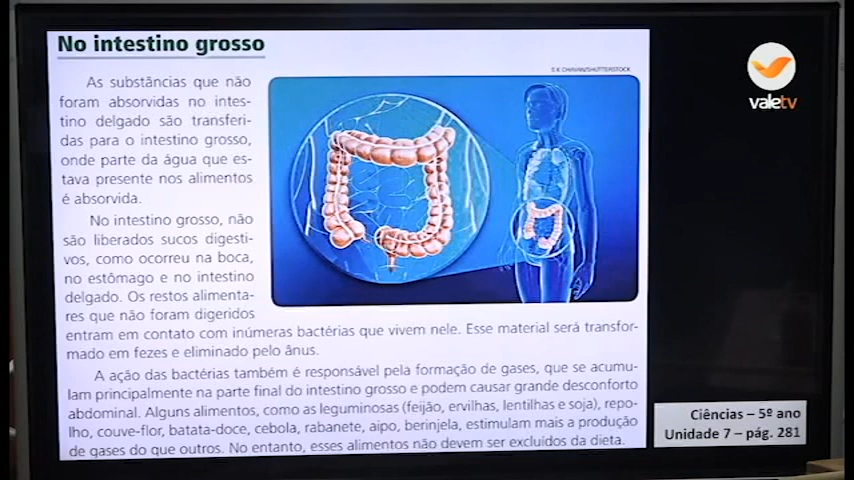 No intestino grosso
S K CHAVAN/SHUTTERSTOCK
As substâncias que não
foram absorvidas no intes-
tino delgado são transferi-
das para o intestino grosso,
onde parte da água que es-
tava presente nos alimentos
é absorvida.
No intestino grosso, não
são liberados sucos digesti-
vos, como ocorreu na boca,
no estômago e no intestino
delgado. Os restos alimenta-
res que não foram digeridos
entram em contato com inúmeras bactérias que vivem nele. Esse material será transfor-
mado em fezes e eliminado pelo ânus.
A ação das bactérias também é responsável pela formação de gases, que se acumu-
lam principalmente na parte final do intestino grosso e podem causar grande desconforto
abdominal. Alguns alimentos, como as leguminosas (feijão, ervilhas, lentilhas e soja), repo-
lho, couve-flor, batata-doce, cebola, rabanete, aipo, berinjela, estimulam mais a produção
de gases do que outros. No entanto, esses alimentos não devem ser excluídos da dieta.
valetv
Ciências – 5º ano
Unidade 7 – pág. 281